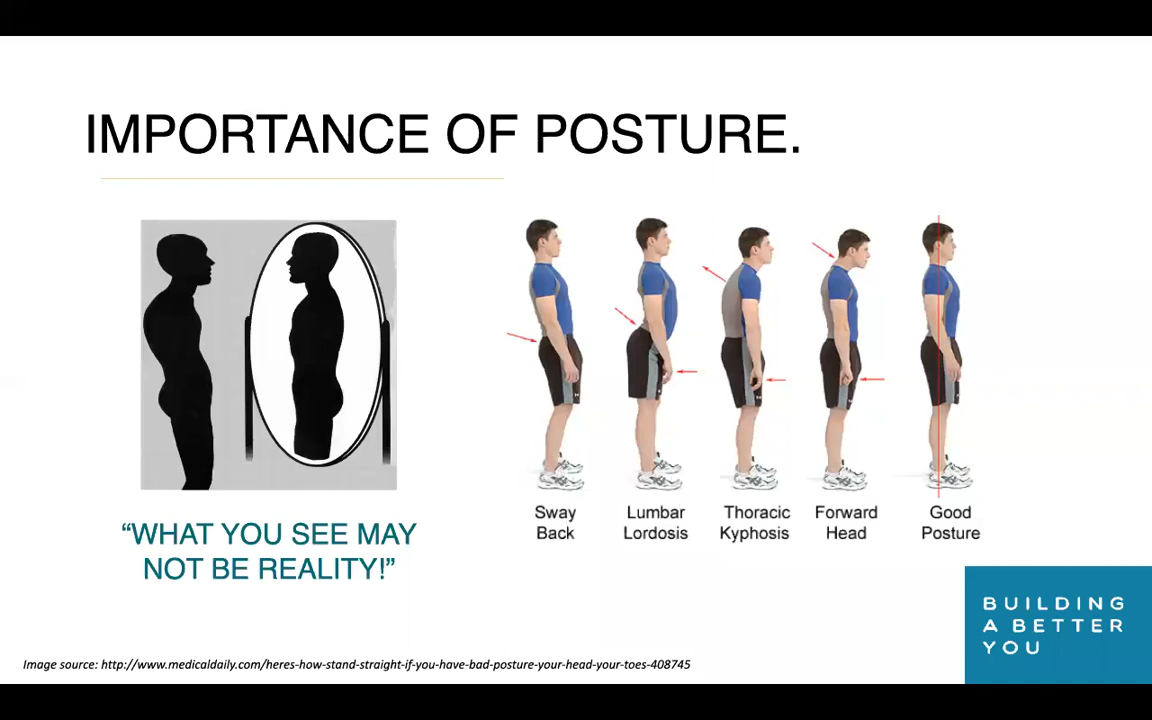 IMPORTANCE OF POSTURE.
“WHAT YOU SEE MAY
NOT BE REALITY!”
Sway
Back
Lumbar
Lordosis
Thoracic
Kyphosis
Forward
Head
Good
Posture
BUILDING
A BETTER
YOU
Image source: http://www.medicaldaily.com/heres-how-stand-straight-if-you-have-bad-posture-your-head-your-toes-408745